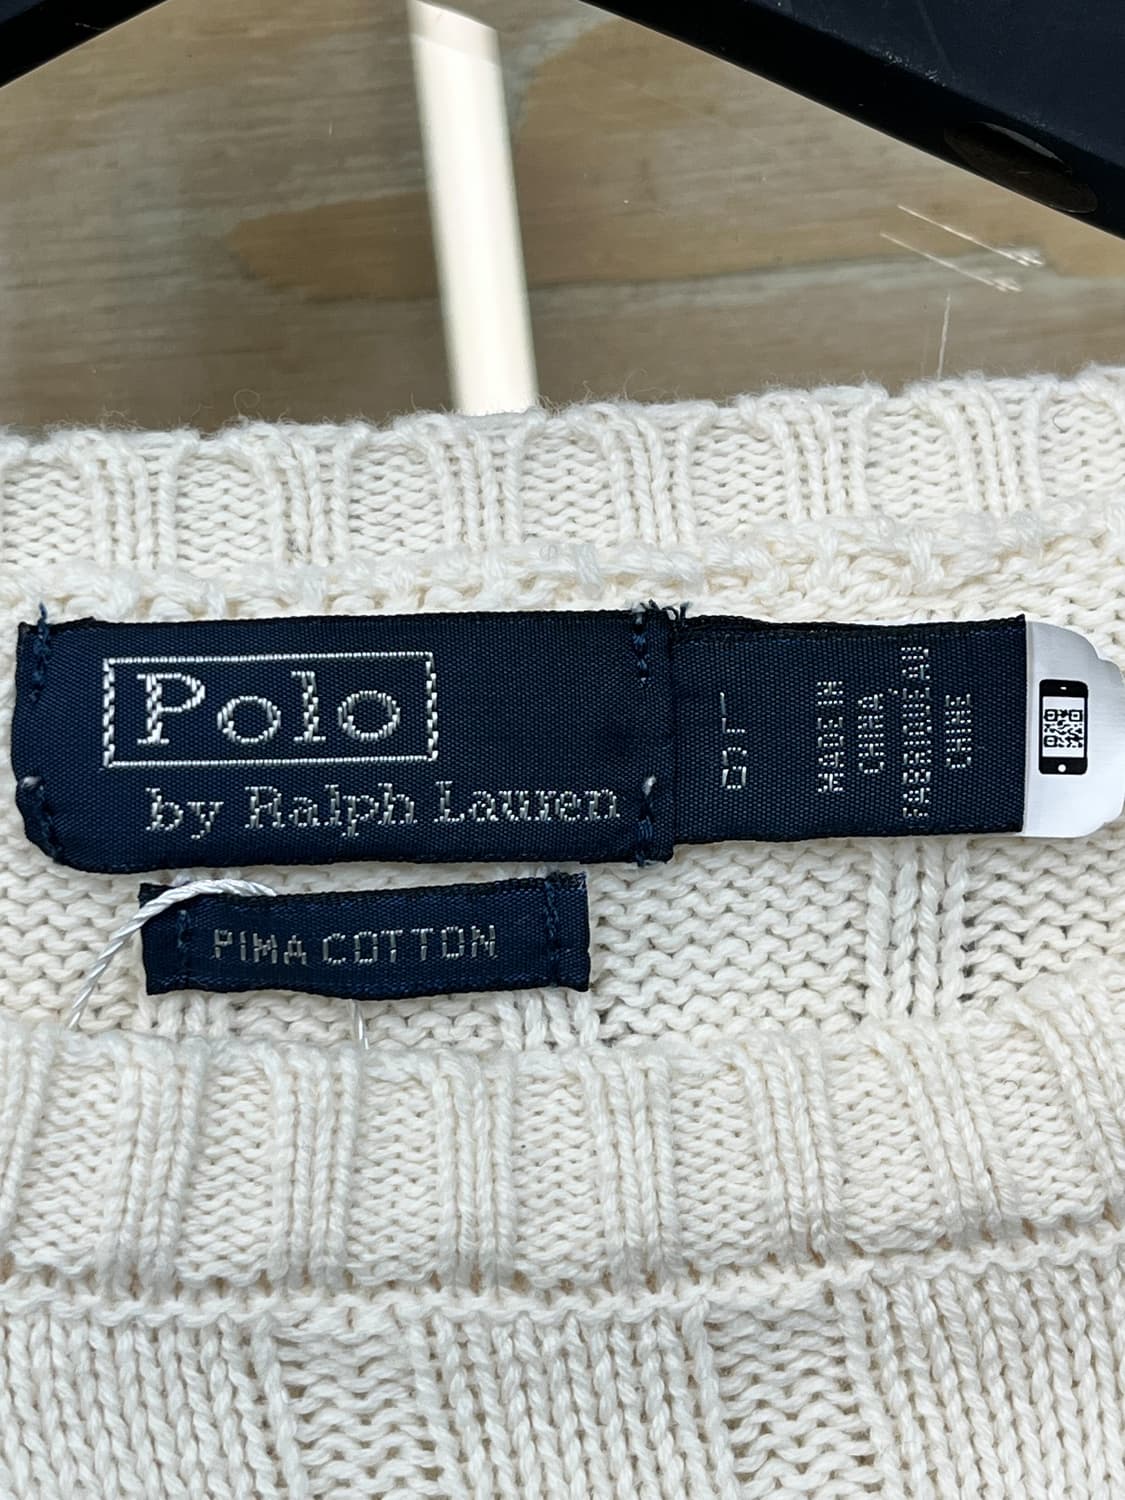 Polo
by Ralph Lauren
MADE IN
CHINA
FABRIQUÉ AU
CHINE
PIMA COTTON